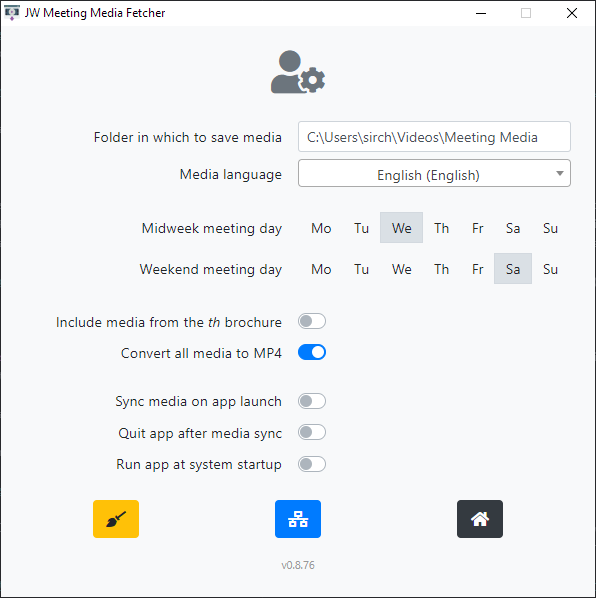 JW Meeting Media Fetcher
Folder in which to save media C:\Users\sirch\Videos\Meeting Media
Media language English (English)
Midweek meeting day Mo Tu We Th Fr Sa Su
Weekend meeting day Mo Tu We Th Fr Sa Su
Include media from the th brochure
Convert all media to MP4
Sync media on app launch
Quit app after media sync
Run app at system startup
v0.8.76